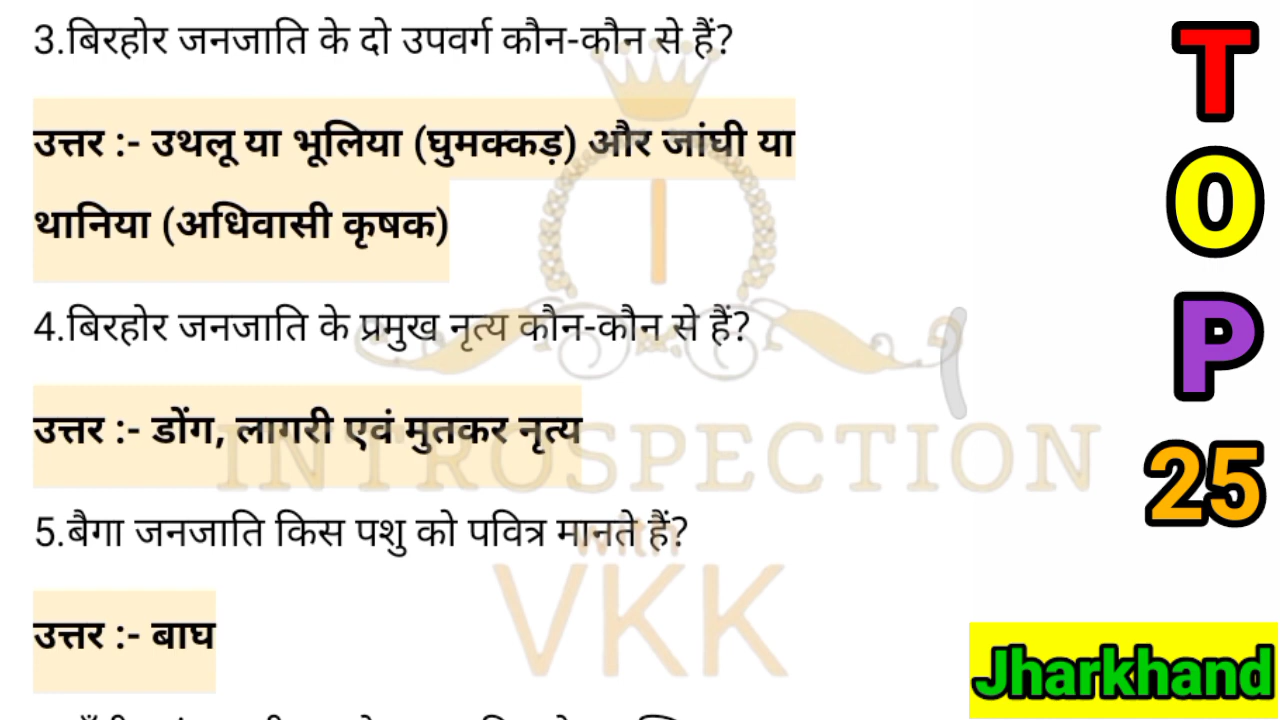 3.बिरहोर जनजाति के दो उपवर्ग कौन-कौन से हैं?
उत्तर :- उथलू या भूलिया (घुमक्कड़) और जांघी या
थानिया (अधिवासी कृषक)
4.बिरहोर जनजाति के प्रमुख नृत्य कौन-कौन से हैं?
उत्तर :- डोंग, लागरी एवं मुतकर नृत्य
5.बैगा जनजाति किस पशु को पवित्र मानते हैं?
उत्तर :- बाघ
I
INTROSPECTION
with
VKK
T
O
P
25
Jharkhand